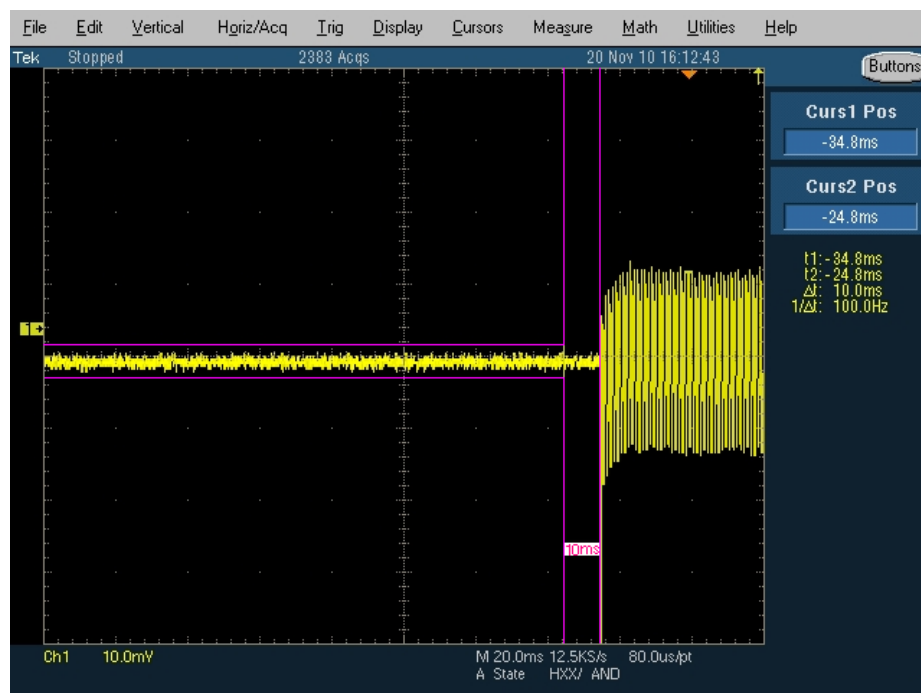 File Edit Vertical Horiz/Acq Trig Display Cursors Measure Math Utilities Help
Tek Stopped 2383 Acqs 20 Nov 10 16:12:43
Buttons
Curs1 Pos
-34.8ms
Curs2 Pos
-24.8ms
t1:-34.8ms
t2:-24.8ms
Δt: 10.0ms
1/Δt: 100.0Hz
1
10ms
Ch1 10.0mV M 20.0ms 12.5KS/s 80.0us/pt
A State HXX/ AND